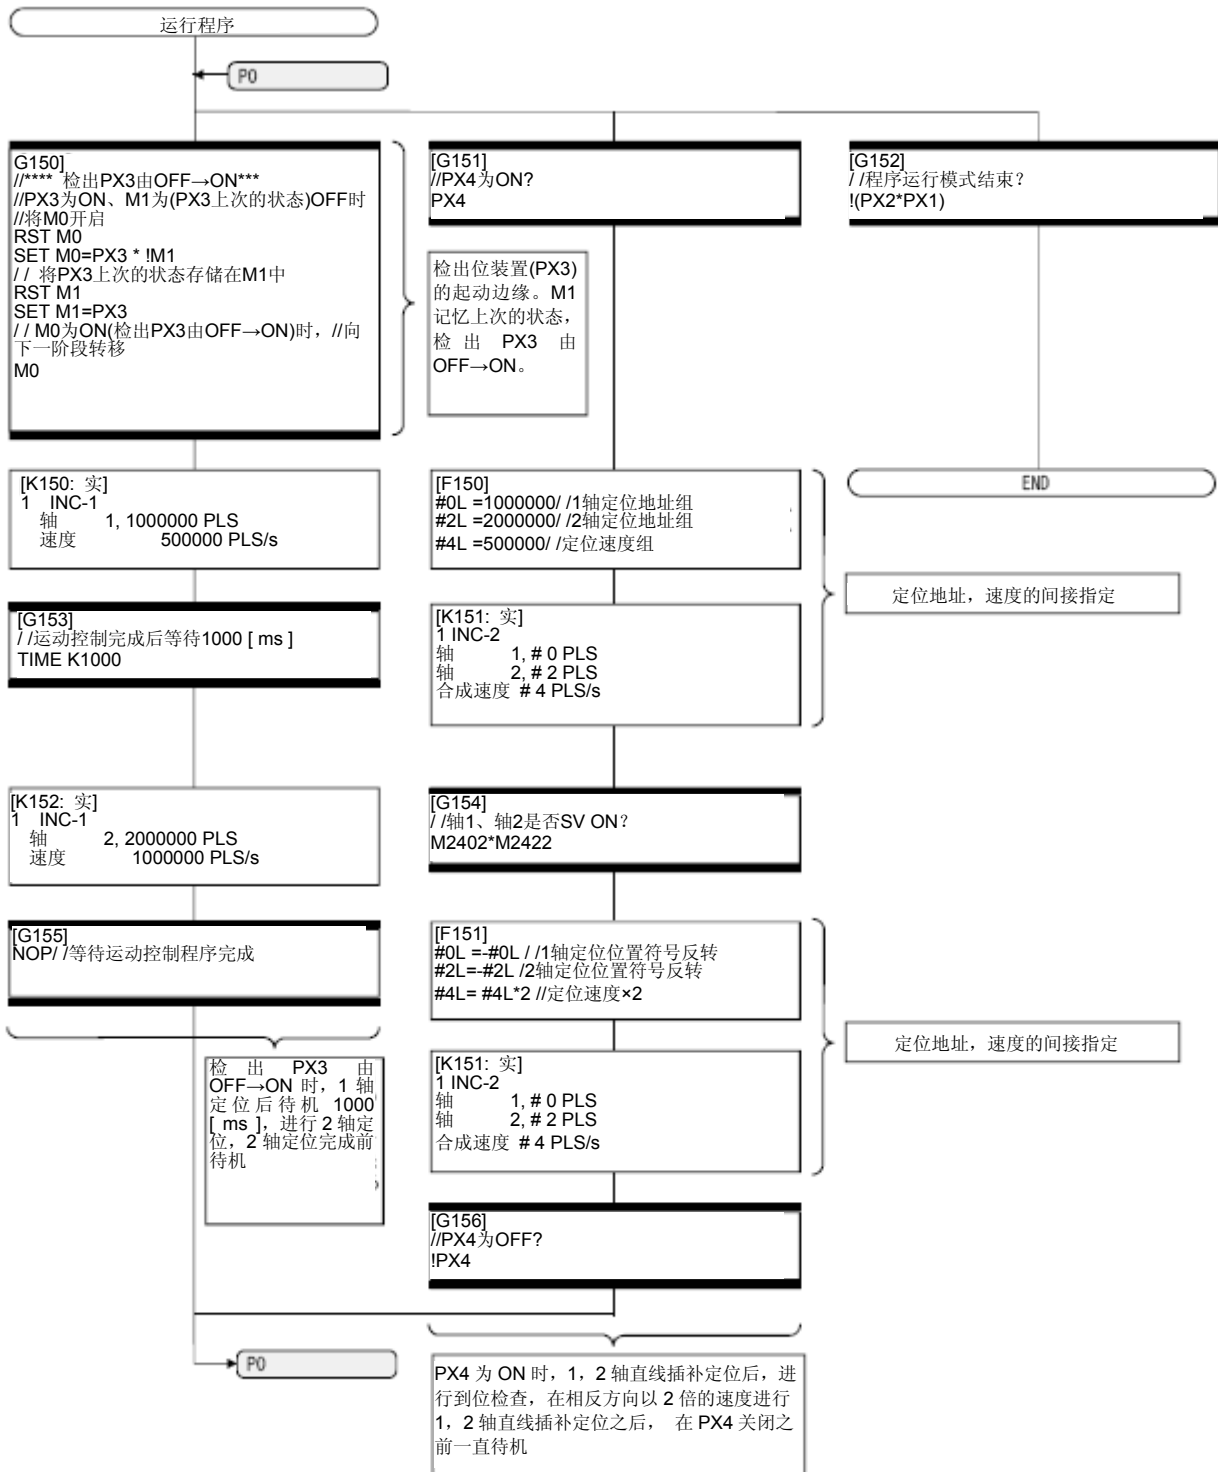 运行程序
P0
G150]
//**** 检出PX3由OFF→ON***
//PX3为ON、M1为(PX3上次的状态)OFF时
//将M0开启
RST M0
SET M0=PX3 * !M1
/ / 将PX3上次的状态存储在M1中
RST M1
SET M1=PX3
/ / M0为ON(检出PX3由OFF→ON)时，//向
下一阶段转移
M0
[K150: 实]
1 INC-1
轴 1, 1000000 PLS
速度 500000 PLS/s
[G153]
/ /运动控制完成后等待1000 [ ms ]
TIME K1000
[K152: 实]
1 INC-1
轴 2, 2000000 PLS
速度 1000000 PLS/s
[G155]
NOP/ /等待运动控制程序完成
检出 PX3 由
OFF→ON 时，1 轴
定位后待机 1000
[ ms ]，进行 2 轴定
位，2 轴定位完成前
待机
P0
[G151]
//PX4为ON?
PX4
检出位装置(PX3)
的起动边缘。M1
记忆上次的状态，
检出 PX3 由
OFF→ON。
[F150]
#0L =1000000/ /1轴定位地址组
#2L =2000000/ /2轴定位地址组
#4L =500000/ /定位速度组
[K151: 实]
1 INC-2
轴 1, # 0 PLS
轴 2, # 2 PLS
合成速度 # 4 PLS/s
定位地址，速度的间接指定
[G154]
/ /轴1、轴2是否SV ON？
M2402*M2422
[F151]
#0L =-#0L / /1轴定位位置符号反转
#2L=-#2L /2轴定位位置符号反转
#4L= #4L*2 //定位速度×2
[K151: 实]
1 INC-2
轴 1, # 0 PLS
轴 2, # 2 PLS
合成速度 # 4 PLS/s
定位地址，速度的间接指定
[G156]
//PX4为OFF?
!PX4
PX4 为 ON 时，1，2 轴直线插补定位后，进
行到位检查，在相反方向以 2 倍的速度进行
1，2 轴直线插补定位之后， 在 PX4 关闭之
前一直待机
[G152]
/ /程序运行模式结束？
!(PX2*PX1)
END